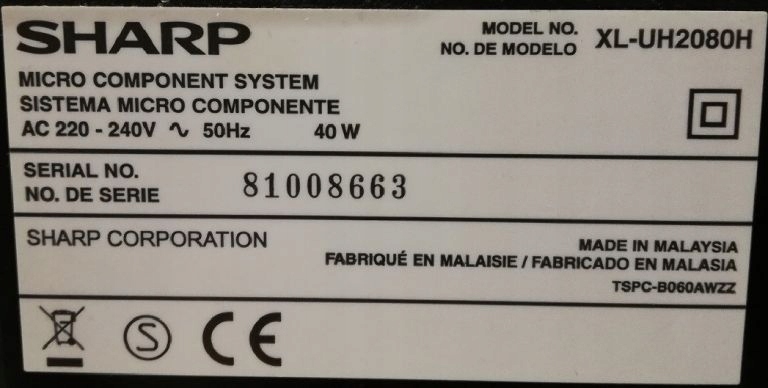 SHARP
MODEL NO.
NO. DE MODELO
XL-UH2080H
MICRO COMPONENT SYSTEM
SISTEMA MICRO COMPONENTE
AC 220 - 240V ∿ 50Hz 40 W
SERIAL NO.
NO. DE SERIE
81008663
SHARP CORPORATION
MADE IN MALAYSIA
FABRIQUÉ EN MALAISIE / FABRICADO EN MALASIA
TSPC-B060AWZZ
S CE